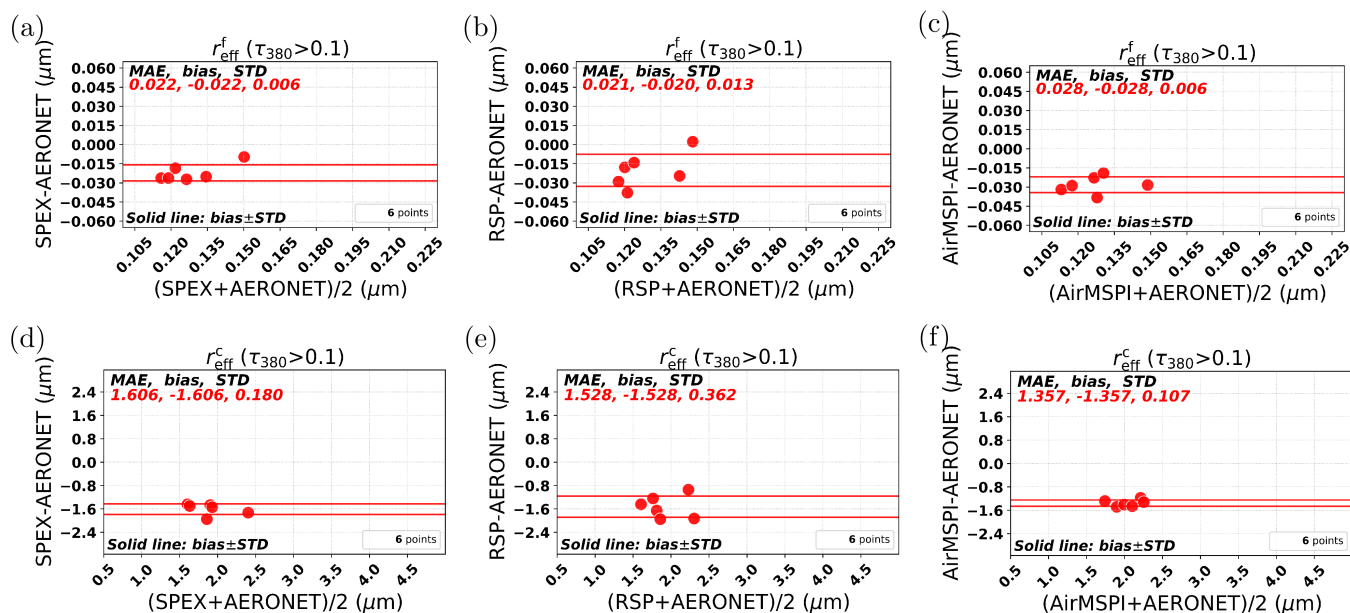 (a)
r_eff^f (τ380>0.1)
SPEX-AERONET (μm)
0.060
0.045
0.030
0.015
0.000
−0.015
−0.030
−0.045
−0.060
MAE, bias, STD
0.022, -0.022, 0.006
Solid line: bias±STD
6 points
0.105 0.120 0.135 0.150 0.165 0.180 0.195 0.210 0.225
(SPEX+AERONET)/2 (μm)
(b)
r_eff^f (τ380>0.1)
RSP-AERONET (μm)
0.060
0.045
0.030
0.015
0.000
−0.015
−0.030
−0.045
−0.060
MAE, bias, STD
0.021, -0.020, 0.013
Solid line: bias±STD
6 points
0.105 0.120 0.135 0.150 0.165 0.180 0.195 0.210 0.225
(RSP+AERONET)/2 (μm)
(c)
r_eff^f (τ380>0.1)
AirMSPI-AERONET (μm)
0.060
0.045
0.030
0.015
0.000
−0.015
−0.030
−0.045
−0.060
MAE, bias, STD
0.028, -0.028, 0.006
Solid line: bias±STD
6 points
0.105 0.120 0.135 0.150 0.165 0.180 0.195 0.210 0.225
(AirMSPI+AERONET)/2 (μm)
(d)
r_eff^c (τ380>0.1)
SPEX-AERONET (μm)
2.4
1.6
0.8
0.0
−0.8
−1.6
−2.4
MAE, bias, STD
1.606, -1.606, 0.180
Solid line: bias±STD
6 points
0.5 1.0 1.5 2.0 2.5 3.0 3.5 4.0 4.5
(SPEX+AERONET)/2 (μm)
(e)
r_eff^c (τ380>0.1)
RSP-AERONET (μm)
2.4
1.6
0.8
0.0
−0.8
−1.6
−2.4
MAE, bias, STD
1.528, -1.528, 0.362
Solid line: bias±STD
6 points
0.5 1.0 1.5 2.0 2.5 3.0 3.5 4.0 4.5
(RSP+AERONET)/2 (μm)
(f)
r_eff^c (τ380>0.1)
AirMSPI-AERONET (μm)
2.4
1.6
0.8
0.0
−0.8
−1.6
−2.4
MAE, bias, STD
1.357, -1.357, 0.107
Solid line: bias±STD
6 points
0.5 1.0 1.5 2.0 2.5 3.0 3.5 4.0 4.5
(AirMSPI+AERONET)/2 (μm)